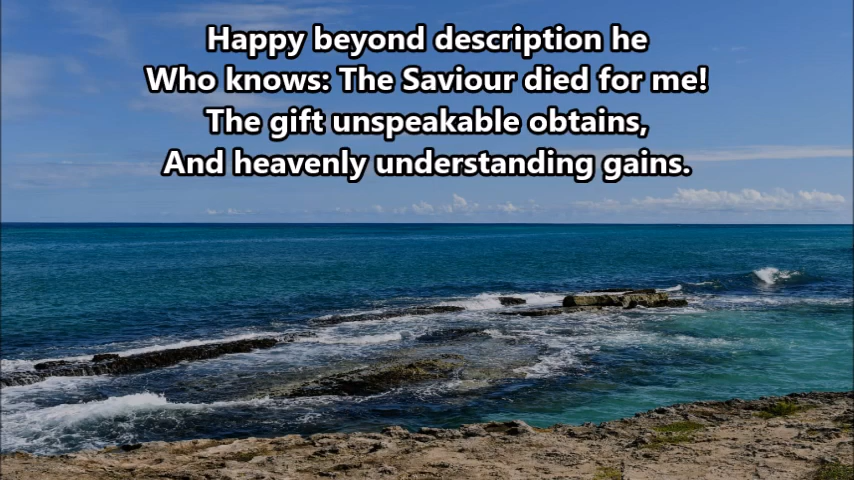 Happy beyond description he
Who knows: The Saviour died for me!
The gift unspeakable obtains,
And heavenly understanding gains.